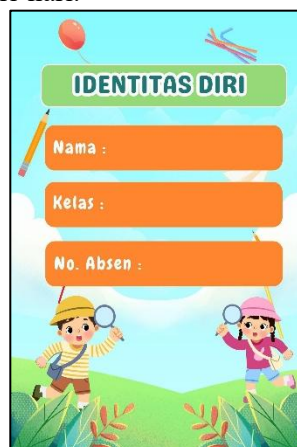 IDENTITAS DIRI
Nama :
Kelas :
No. Absen :